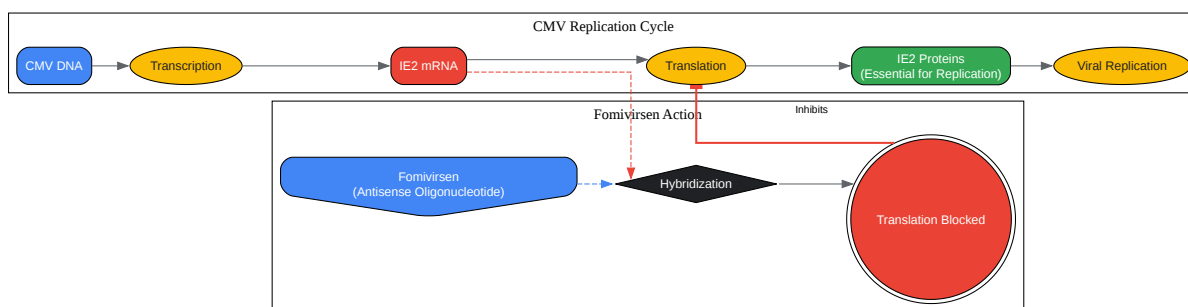 CMV Replication Cycle
CMV DNA
Transcription
IE2 mRNA
Translation
IE2 Proteins
(Essential for Replication)
Viral Replication
Inhibits
Fomivirsen Action
Fomivirsen
(Antisense Oligonucleotide)
Hybridization
Translation Blocked